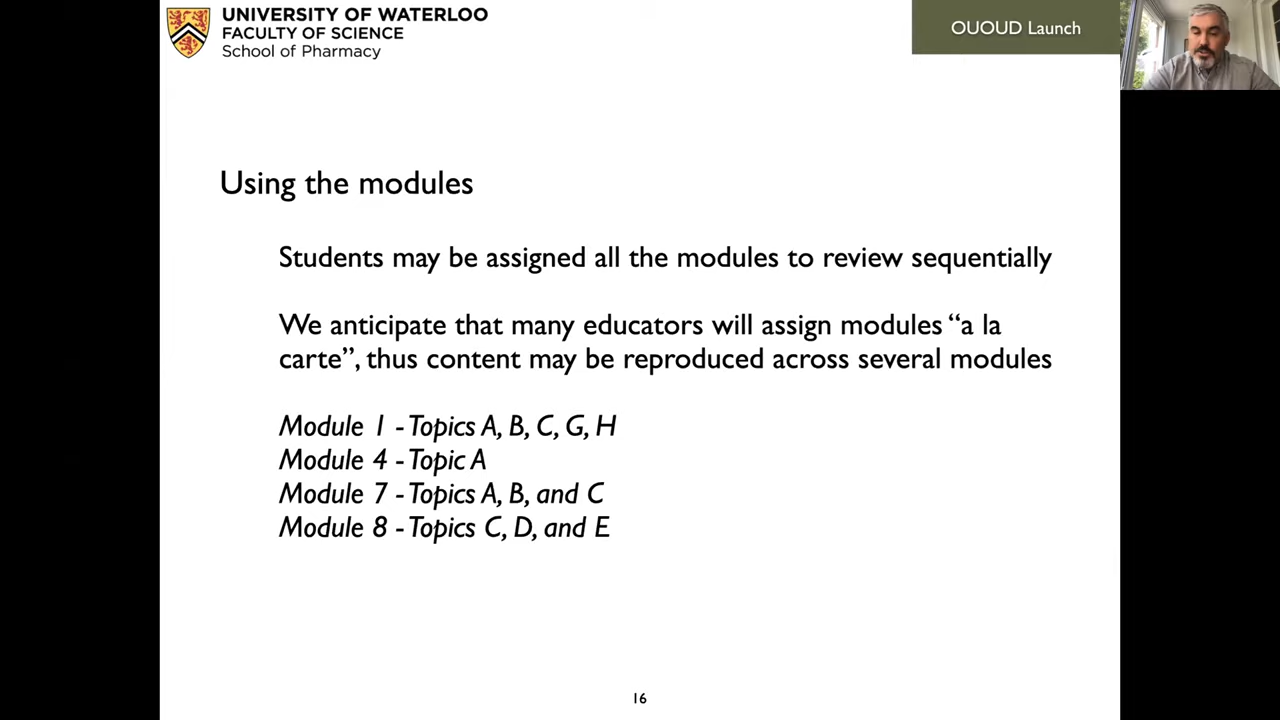 UNIVERSITY OF WATERLOO
FACULTY OF SCIENCE
School of Pharmacy
OUOUD Launch
Using the modules
Students may be assigned all the modules to review sequentially
We anticipate that many educators will assign modules “a la
carte”, thus content may be reproduced across several modules
Module 1 - Topics A, B, C, G, H
Module 4 - Topic A
Module 7 - Topics A, B, and C
Module 8 - Topics C, D, and E
16